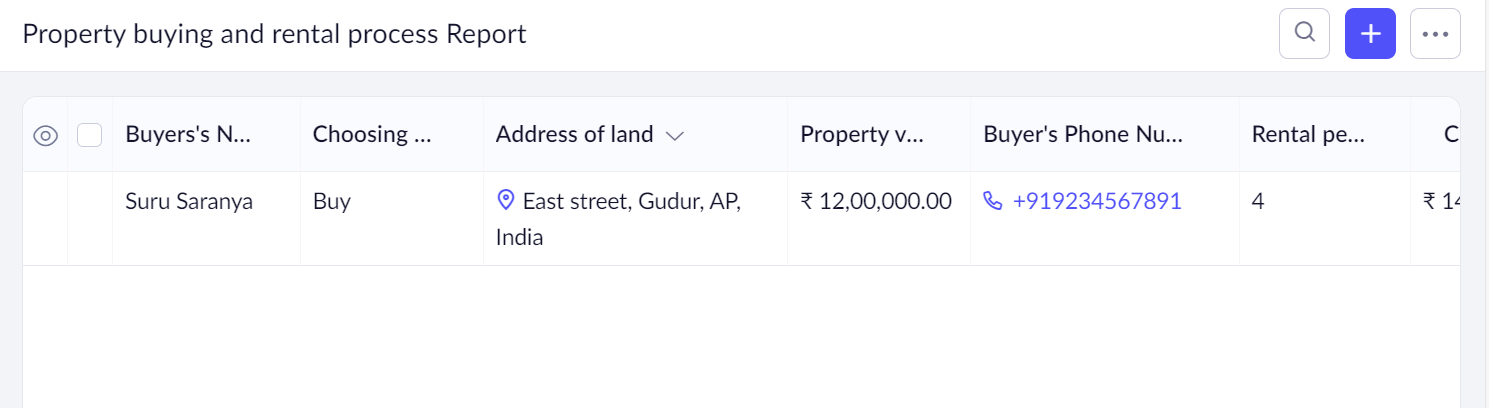 Property buying and rental process Report
Buyers's N... Choosing ... Address of land Property v... Buyer's Phone Nu... Rental pe... C
Suru Saranya Buy East street, Gudur, AP, ₹ 12,00,000.00 +919234567891 4 ₹ 14
India